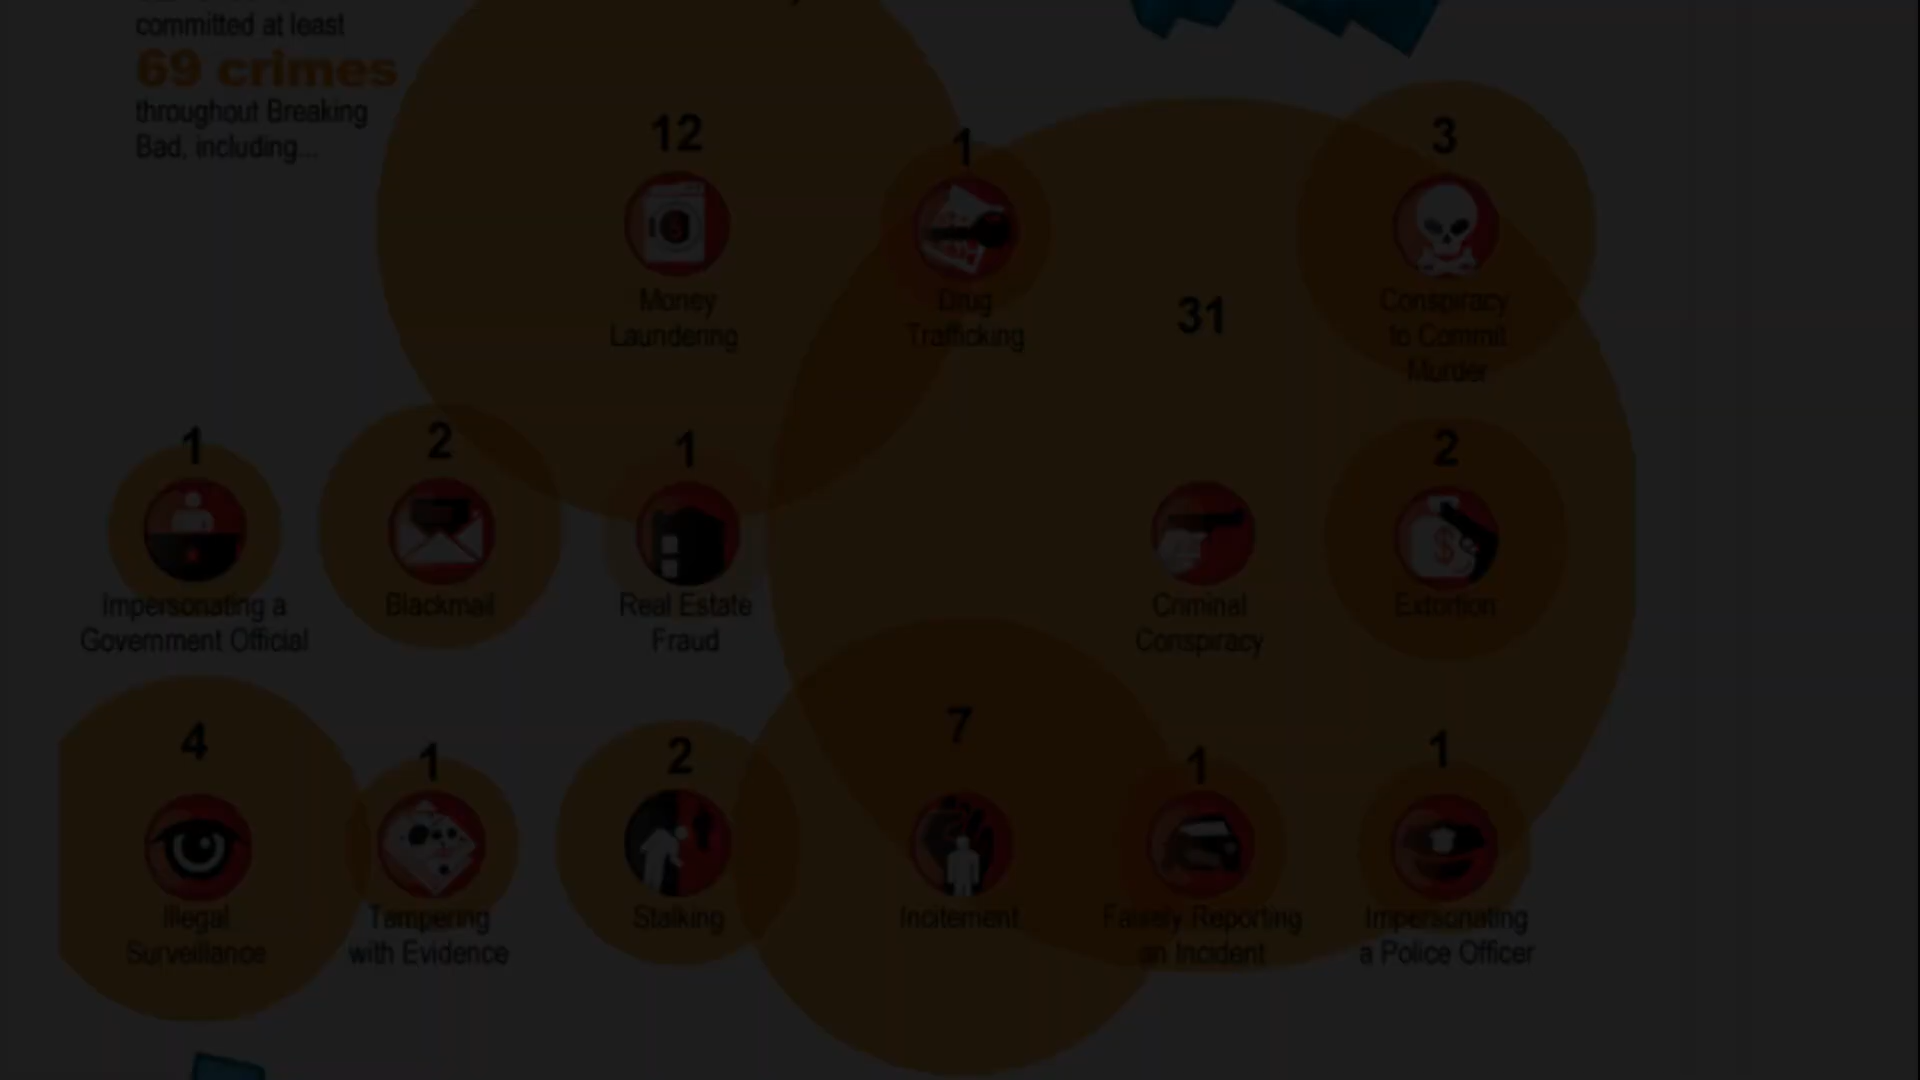 committed at least
69 crimes
throughout Breaking
Bad, including...
12
Money
Laundering
1
Drug
Trafficking
31
Criminal
Conspiracy
3
Conspiracy
to Commit
Murder
1
Impersonating a
Government Official
2
Blackmail
1
Real Estate
Fraud
2
Extortion
4
Illegal
Surveillance
1
Tampering
with Evidence
2
Stalking
7
Incitement
1
Falsely Reporting
an Incident
1
Impersonating
a Police Officer